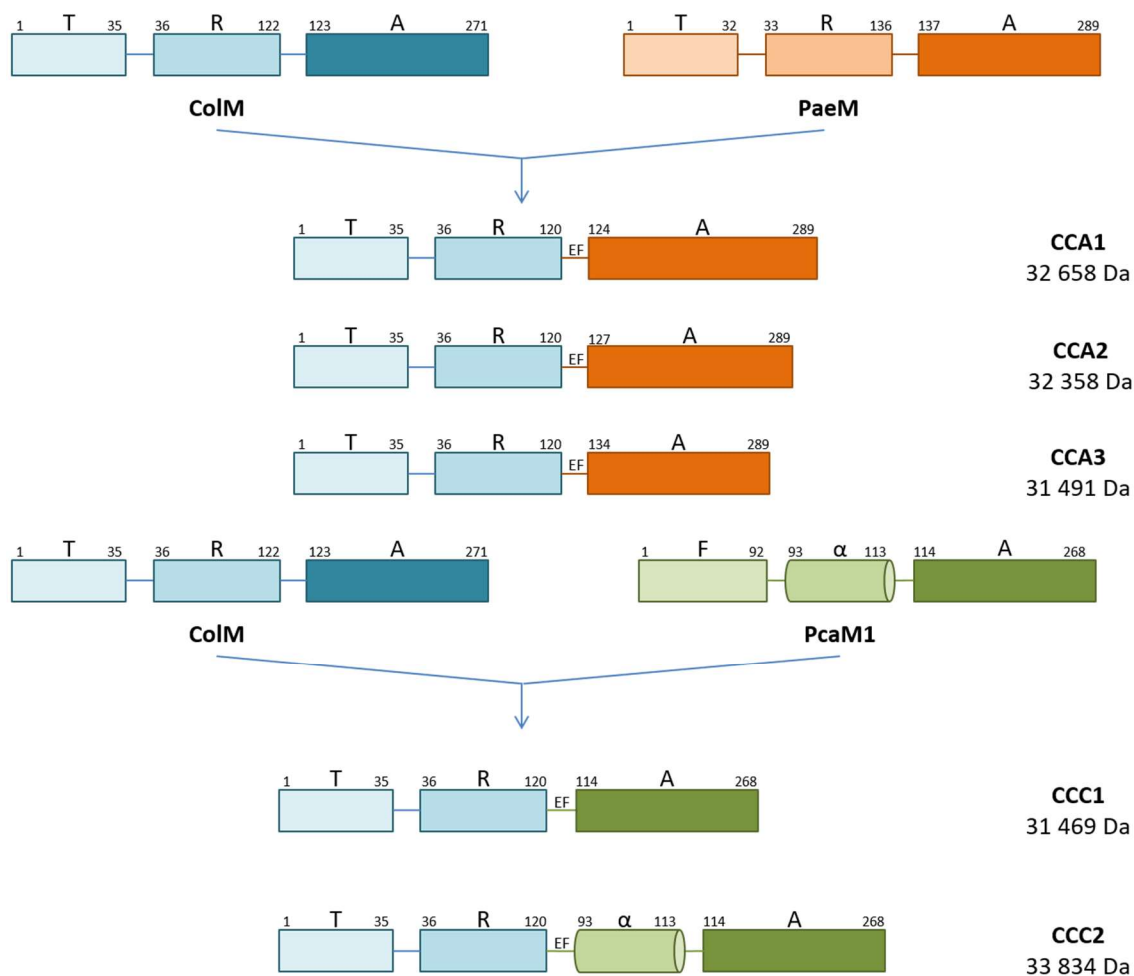 1 T 35 36 R 122 123 A 271
1 T 32 33 R 136 137 A 289
ColM
PaeM
1 T 35 36 R 120 EF 124 A 289
CCA1
32 658 Da
1 T 35 36 R 120 EF 127 A 289
CCA2
32 358 Da
1 T 35 36 R 120 EF 134 A 289
CCA3
31 491 Da
1 T 35 36 R 122 123 A 271
1 F 92 93 α 113 114 A 268
ColM
PcaM1
1 T 35 36 R 120 EF 114 A 268
CCC1
31 469 Da
1 T 35 36 R 120 EF 93 α 113 114 A 268
CCC2
33 834 Da